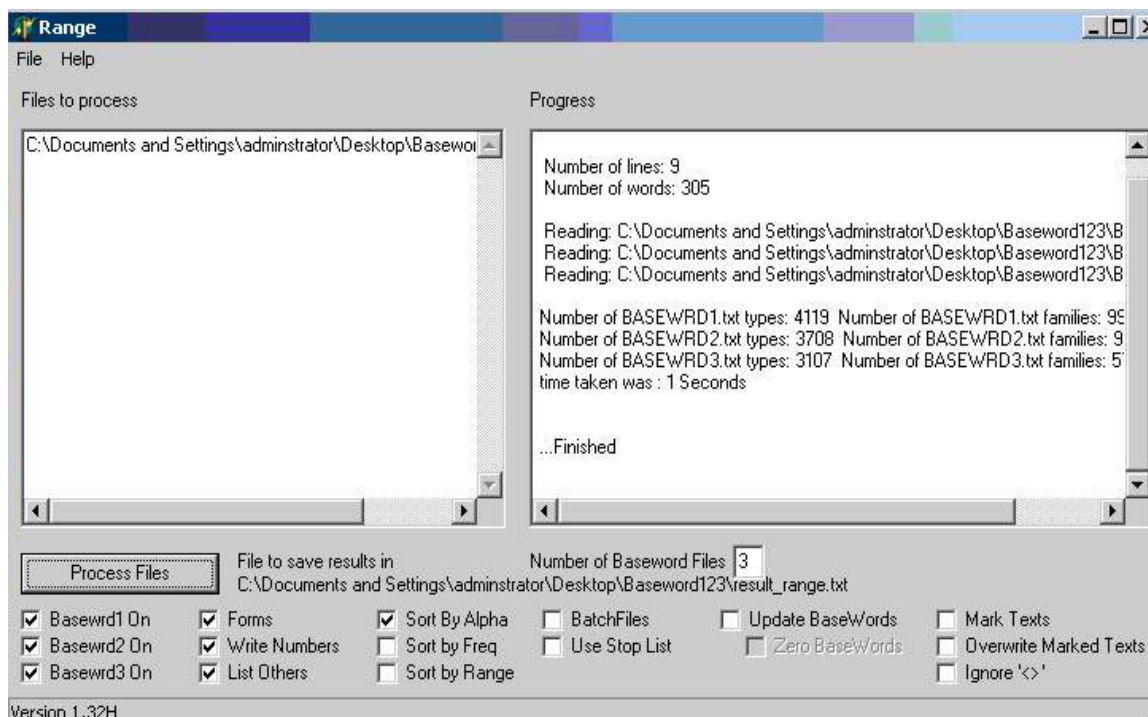 Range
File Help
Files to process
C:\Documents and Settings\adminstrator\Desktop\Basewor
Progress
Number of lines: 9
Number of words: 305
Reading: C:\Documents and Settings\adminstrator\Desktop\Baseword123\B
Reading: C:\Documents and Settings\adminstrator\Desktop\Baseword123\B
Reading: C:\Documents and Settings\adminstrator\Desktop\Baseword123\B
Number of BASEWRD1.txt types: 4119 Number of BASEWRD1.txt families: 99
Number of BASEWRD2.txt types: 3708 Number of BASEWRD2.txt families: 9
Number of BASEWRD3.txt types: 3107 Number of BASEWRD3.txt families: 57
time taken was : 1 Seconds
...Finished
Process Files
File to save results in
C:\Documents and Settings\adminstrator\Desktop\Baseword123\result_range.txt
Number of Baseword Files 3
Basewrd1 On Forms Sort By Alpha BatchFiles Update BaseWords Mark Texts
Basewrd2 On Write Numbers Sort by Freq Use Stop List Zero BaseWords Overwrite Marked Texts
Basewrd3 On List Others Sort by Range Ignore '<>'
Version 1.32H